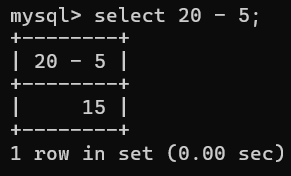 mysql> select 20 - 5;
+--------+
| 20 - 5 |
+--------+
|     15 |
+--------+
1 row in set (0.00 sec)